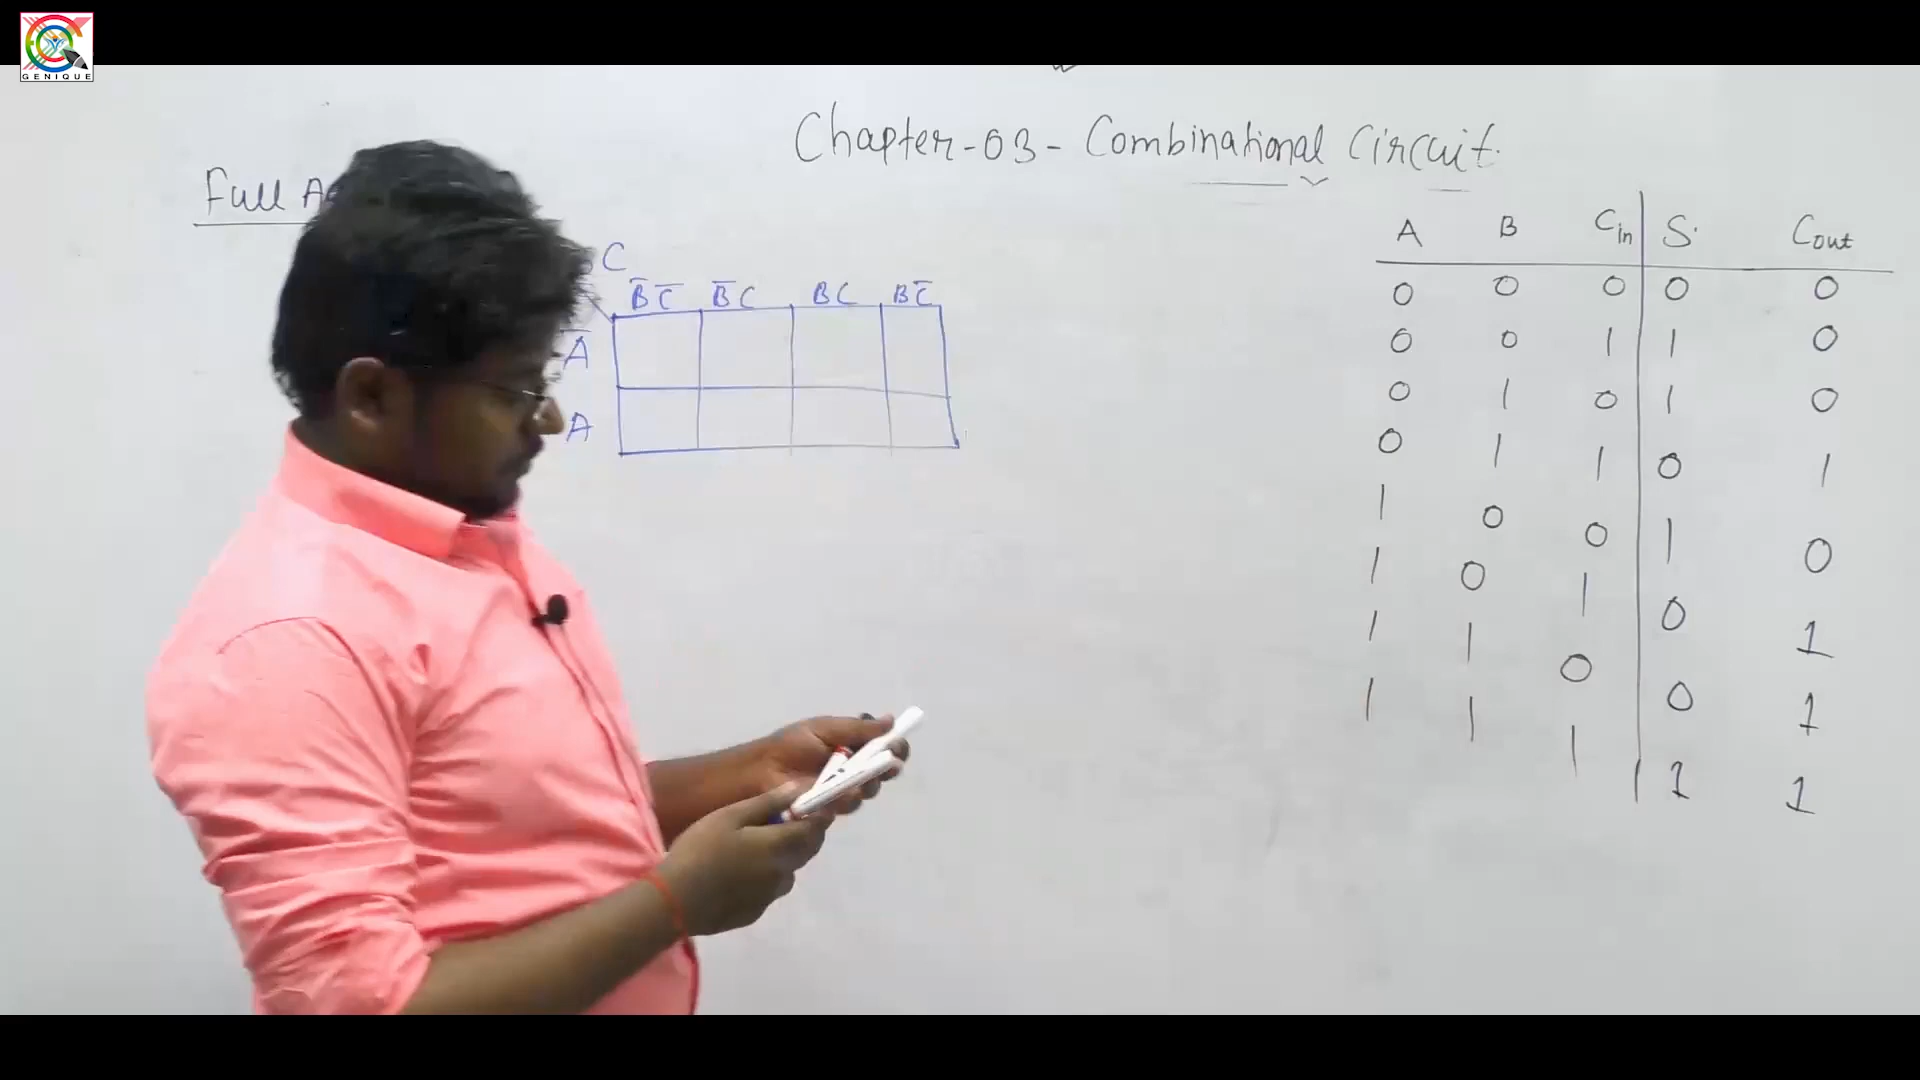 GENIQUE
Chapter-03- Combinational Circuit.
Full
C
B̅C̅ B̅C BC BC̅
A̅
A
A B Cin S Cout
0 0 0 0 0
0 0 1 1 0
0 1 0 1 0
0 1 1 0 1
1 0 0 1 0
1 0 1 0 1
1 1 0 0 1
1 1 1 1 1